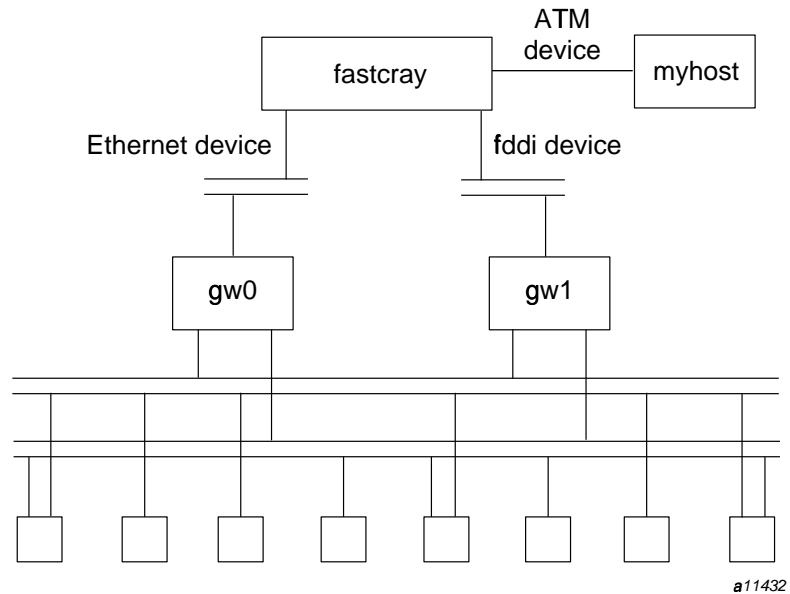 ATM
device
fastcray
myhost
Ethernet device
fddi device
gw0
gw1
a11432